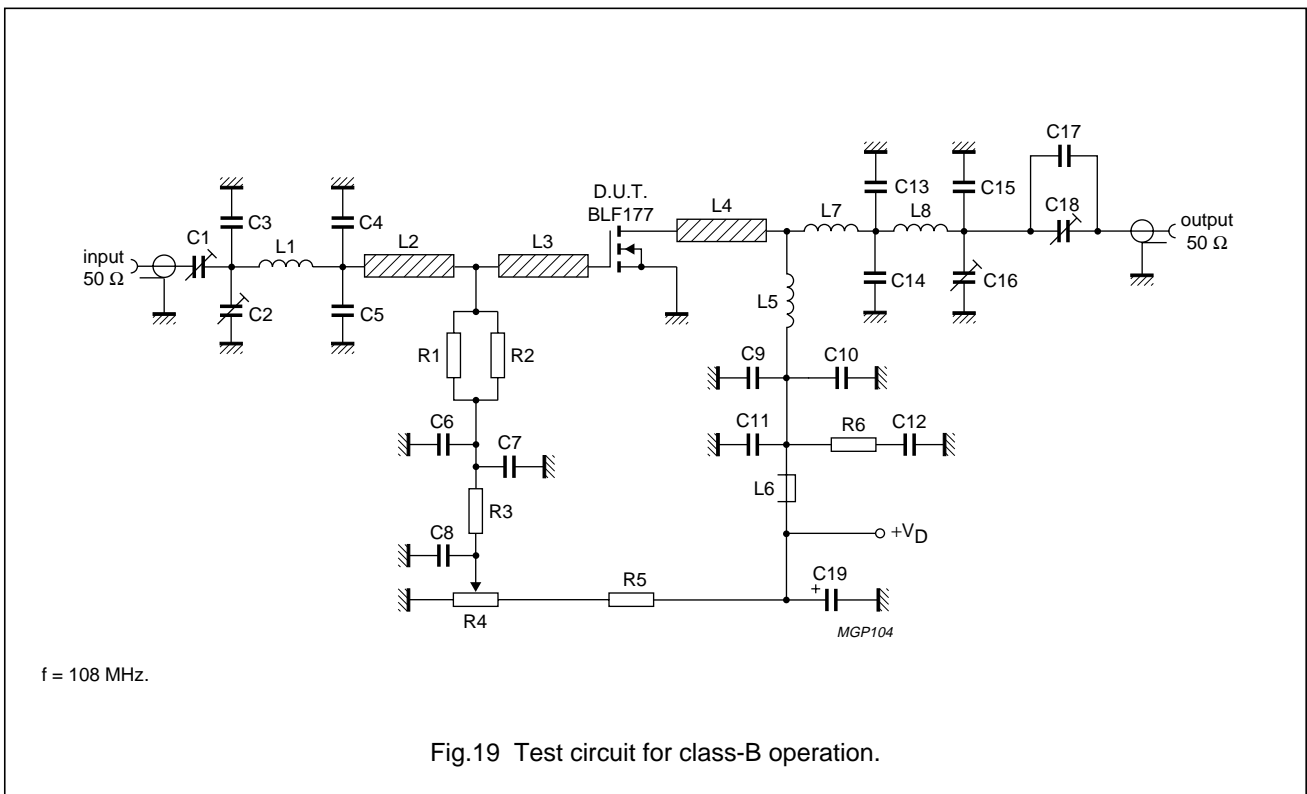 C17
D.U.T.
BLF177
C3
C4
C13
C15
L4
L7
L8
C18
output
50 Ω
input
50 Ω
C1
L1
L2
L3
C2
C5
C14
C16
L5
R1
R2
C9
C10
C6
C7
C11
R6
C12
L6
R3
C8
+VD
R5
C19
+
R4
MGP104
f = 108 MHz.
Fig.19 Test circuit for class-B operation.